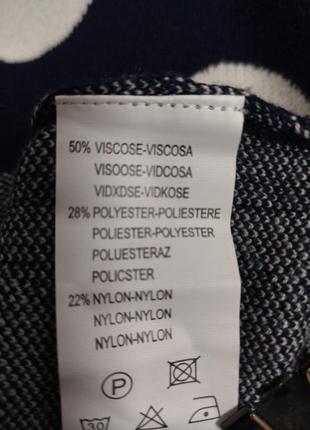 50% VISCOSE-VISCOSA
VISOOSE-VIDCOSA
VIDXDSE-VIDKOSE
28% POLYESTER-POLIESTERE
POLIESTER-POLYESTER
POLUESTERAZ
POLICSTER
22% NYLON-NYLON
NYLON-NYLON
NYLON-NYLON
P
30